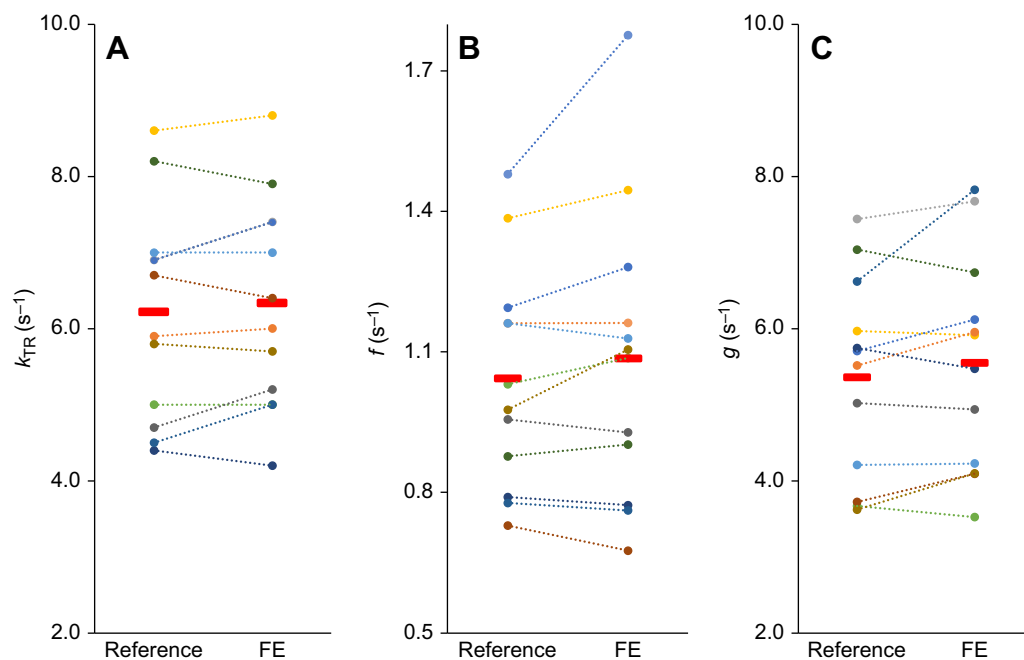 A
10.0
8.0
6.0
4.0
2.0
kTR (s–1)
Reference
FE
B
1.7
1.4
1.1
0.8
0.5
f (s–1)
Reference
FE
C
10.0
8.0
6.0
4.0
2.0
g (s–1)
Reference
FE